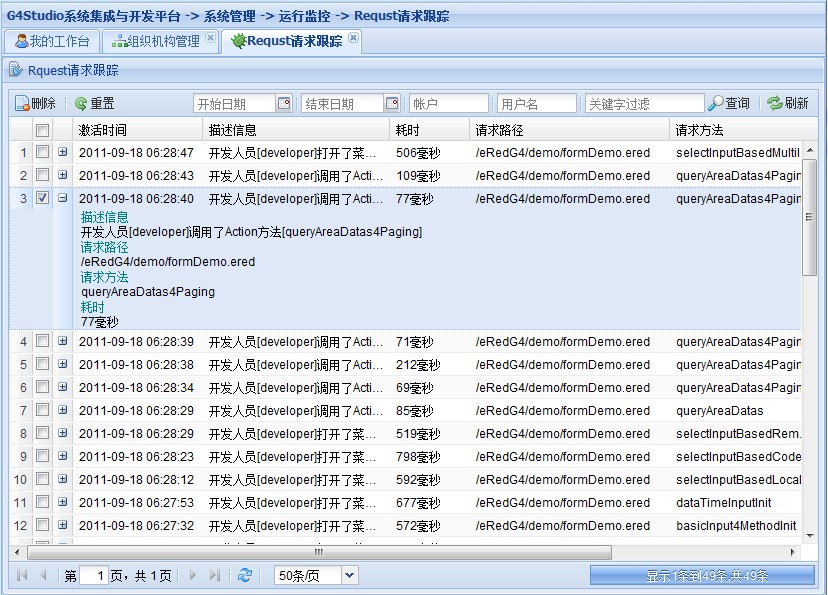 G4Studio系统集成与开发平台 -> 系统管理 -> 运行监控 -> Requst请求跟踪
我的工作台 组织机构管理 Requst请求跟踪
Rquest请求跟踪
删除 重置 开始日期 结束日期 帐户 用户名 关键字过滤 查询 刷新
激活时间 描述信息 耗时 请求路径 请求方法
1 2011-09-18 06:28:47 开发人员[developer]打开了菜... 506毫秒 /eRedG4/demo/formDemo.ered selectInputBasedMultil
2 2011-09-18 06:28:43 开发人员[developer]调用了Acti... 109毫秒 /eRedG4/demo/formDemo.ered queryAreaDatas4Pagin
3 2011-09-18 06:28:40 开发人员[developer]调用了Acti... 77毫秒 /eRedG4/demo/formDemo.ered queryAreaDatas4Pagin
描述信息
开发人员[developer]调用了Action方法[queryAreaDatas4Paging]
请求路径
/eRedG4/demo/formDemo.ered
请求方法
queryAreaDatas4Paging
耗时
77毫秒
4 2011-09-18 06:28:39 开发人员[developer]调用了Acti... 71毫秒 /eRedG4/demo/formDemo.ered queryAreaDatas4Pagin
5 2011-09-18 06:28:38 开发人员[developer]调用了Acti... 212毫秒 /eRedG4/demo/formDemo.ered queryAreaDatas4Pagin
6 2011-09-18 06:28:34 开发人员[developer]调用了Acti... 69毫秒 /eRedG4/demo/formDemo.ered queryAreaDatas4Pagin
7 2011-09-18 06:28:29 开发人员[developer]调用了Acti... 85毫秒 /eRedG4/demo/formDemo.ered queryAreaDatas
8 2011-09-18 06:28:29 开发人员[developer]打开了菜... 519毫秒 /eRedG4/demo/formDemo.ered selectInputBasedRem
9 2011-09-18 06:28:23 开发人员[developer]打开了菜... 798毫秒 /eRedG4/demo/formDemo.ered selectInputBasedCode
10 2011-09-18 06:28:12 开发人员[developer]打开了菜... 592毫秒 /eRedG4/demo/formDemo.ered selectInputBasedLocal
11 2011-09-18 06:27:53 开发人员[developer]打开了菜... 677毫秒 /eRedG4/demo/formDemo.ered dataTimeInputInit
12 2011-09-18 06:27:32 开发人员[developer]打开了菜... 572毫秒 /eRedG4/demo/formDemo.ered basicInput4MethodInit
第 1 页，共 1页 50条/页 显示1条到49条,共49条